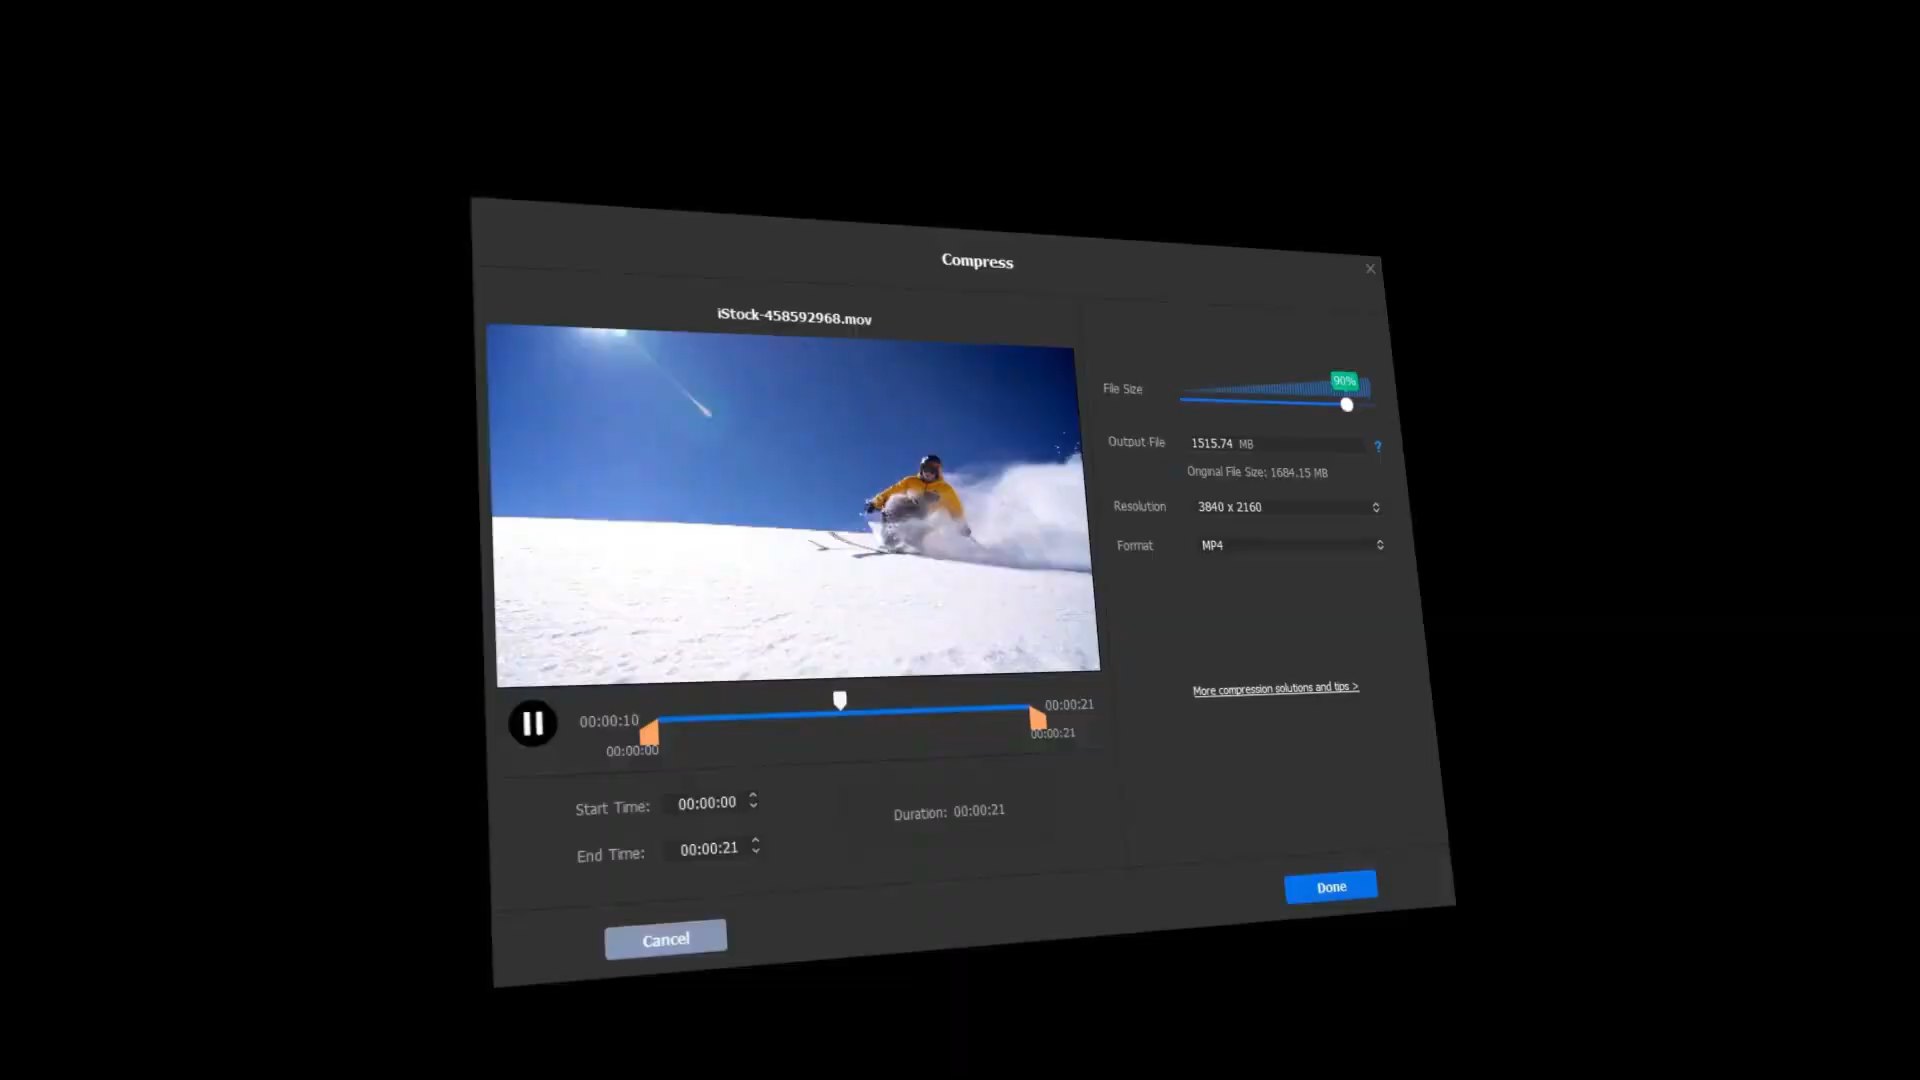 Compress
iStock-458592968.mov
File Size
90%
Output File 1515.74 MB ?
Original File Size: 1684.15 MB
Resolution 3840 x 2160
Format MP4
More compression solutions and tips >
00:00:10
00:00:21
00:00:00
00:00:21
Start Time: 00:00:00
Duration: 00:00:21
End Time: 00:00:21
Done
Cancel